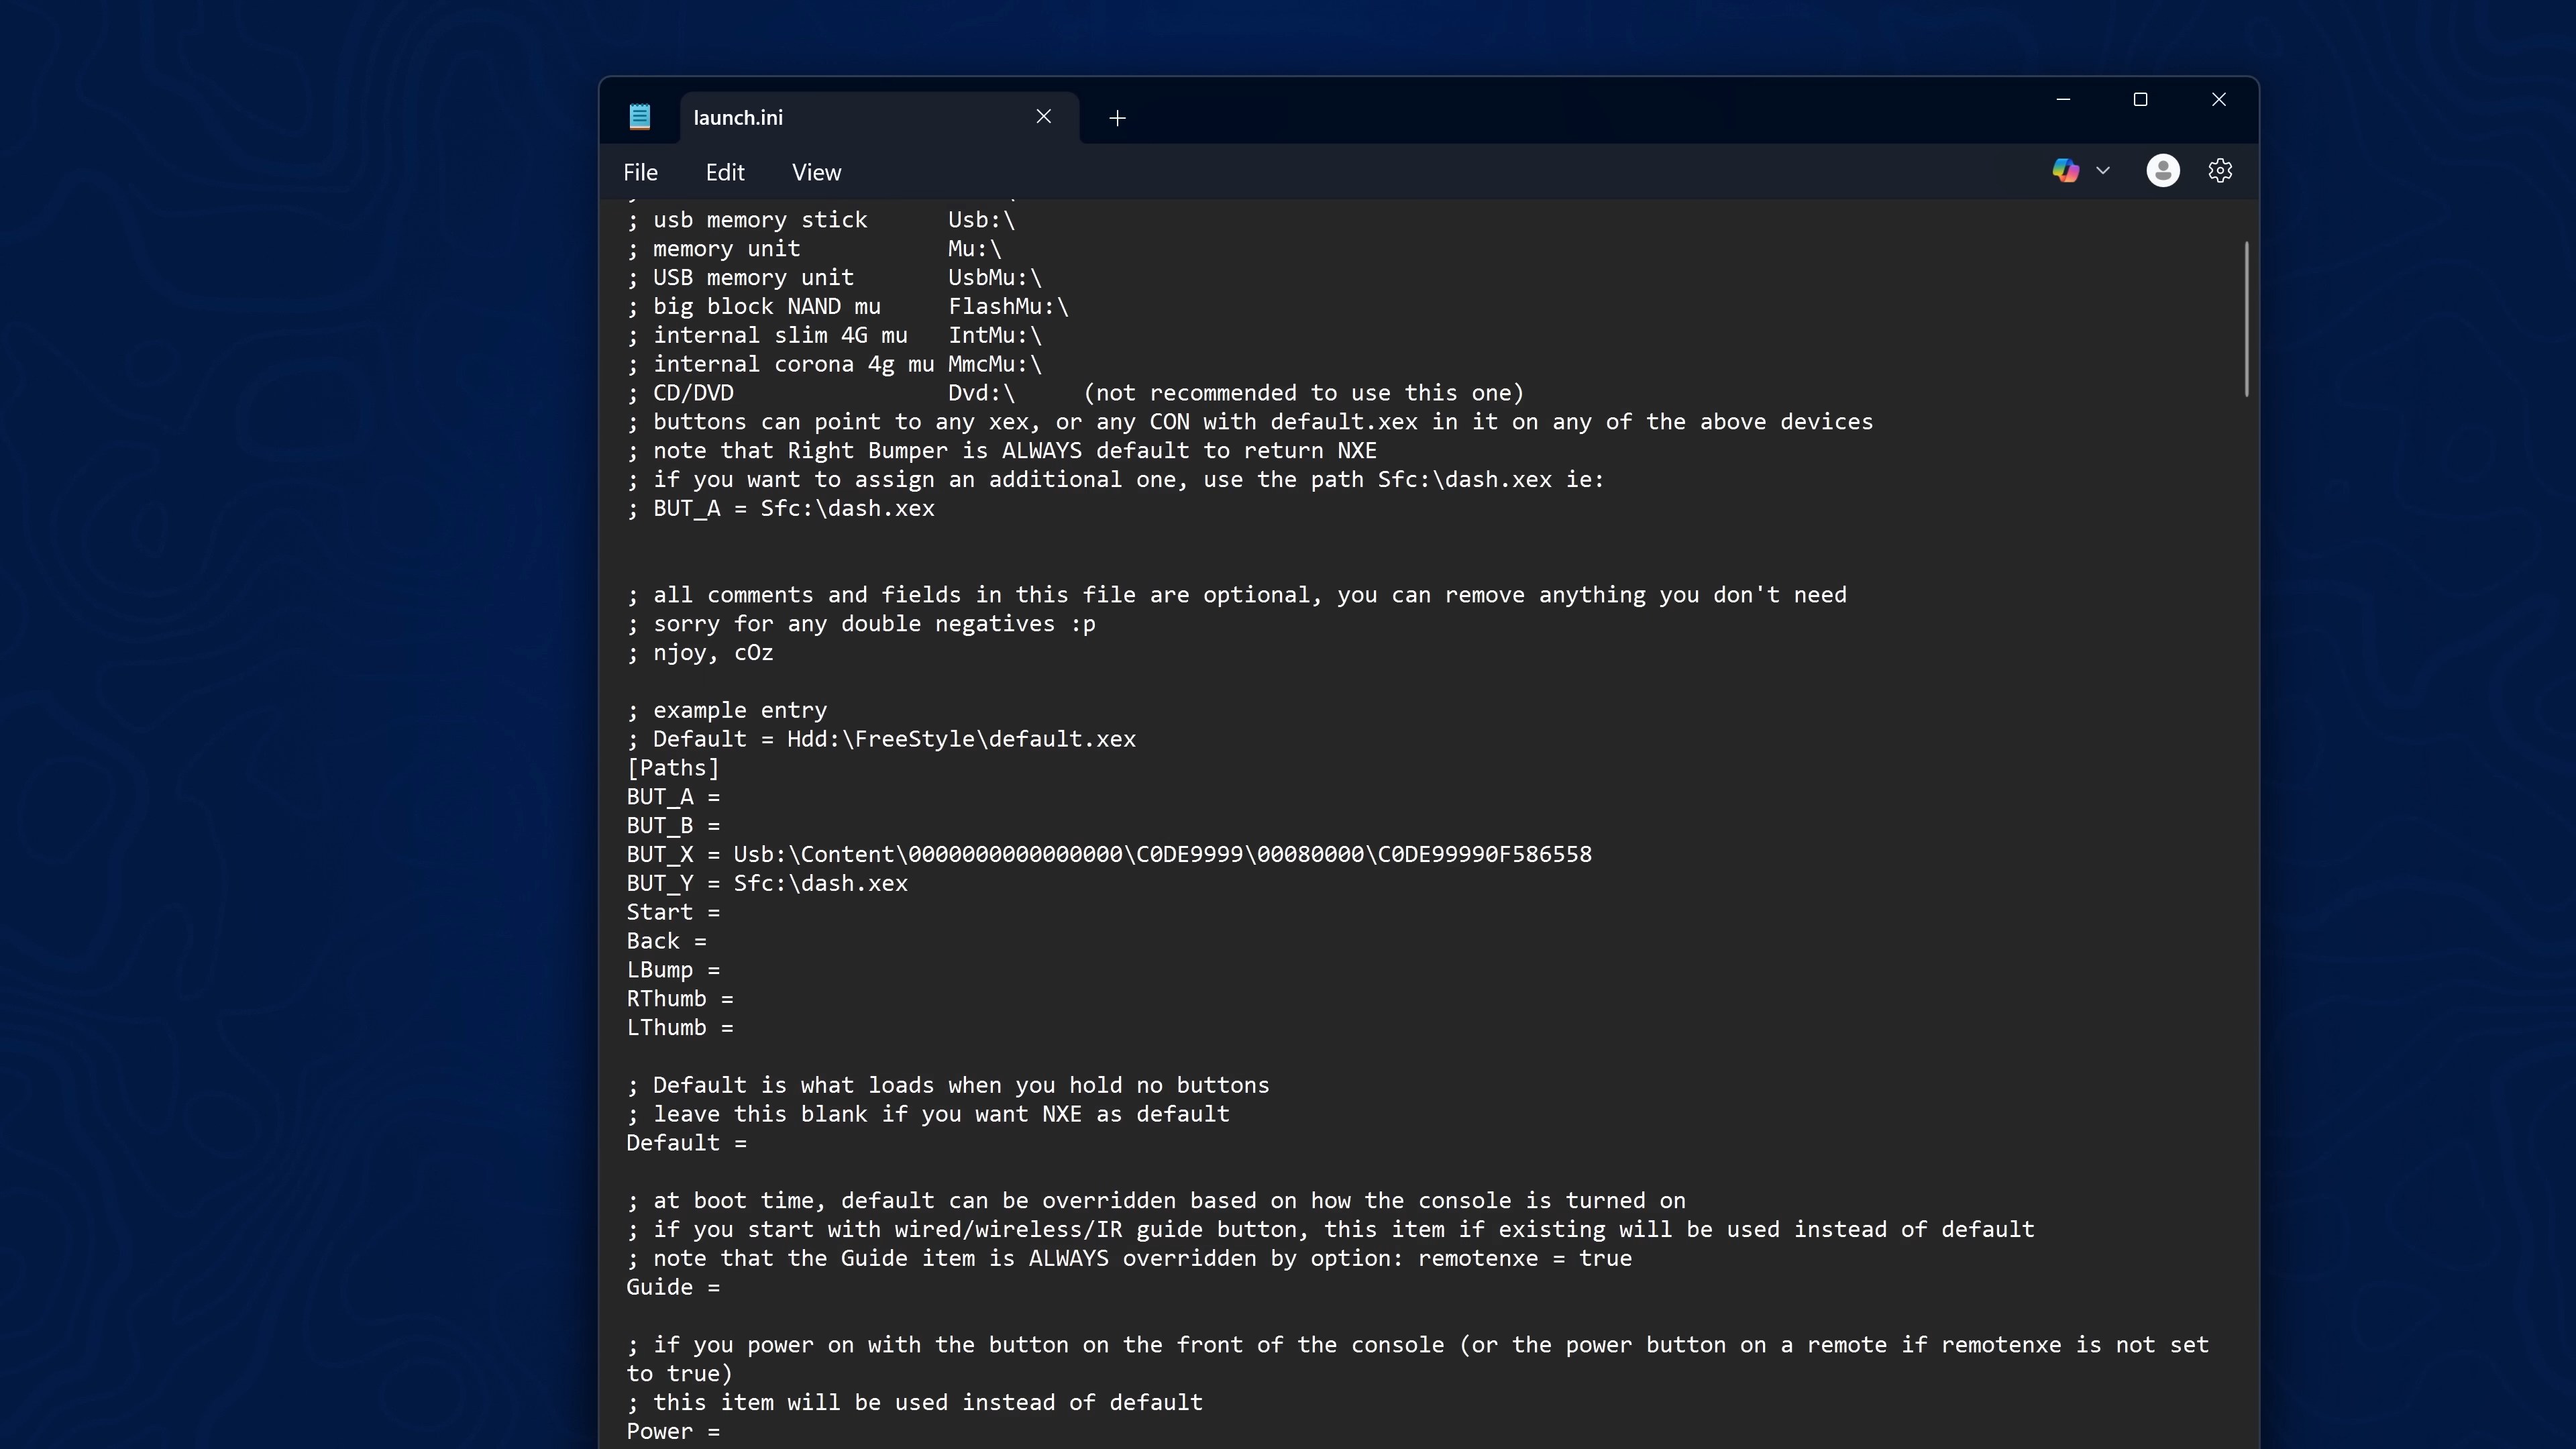 launch.ini
File Edit View
; usb memory stick      Usb:\
; memory unit           Mu:\
; USB memory unit       UsbMu:\
; big block NAND mu     FlashMu:\
; internal slim 4G mu   IntMu:\
; internal corona 4g mu MmcMu:\
; CD/DVD                Dvd:\     (not recommended to use this one)
; buttons can point to any xex, or any CON with default.xex in it on any of the above devices
; note that Right Bumper is ALWAYS default to return NXE
; if you want to assign an additional one, use the path Sfc:\dash.xex ie:
; BUT_A = Sfc:\dash.xex
; all comments and fields in this file are optional, you can remove anything you don't need
; sorry for any double negatives :p
; njoy, cOz
; example entry
; Default = Hdd:\FreeStyle\default.xex
[Paths]
BUT_A =
BUT_B =
BUT_X = Usb:\Content\0000000000000000\C0DE9999\00080000\C0DE99990F586558
BUT_Y = Sfc:\dash.xex
Start =
Back =
LBump =
RThumb =
LThumb =
; Default is what loads when you hold no buttons
; leave this blank if you want NXE as default
Default =
; at boot time, default can be overridden based on how the console is turned on
; if you start with wired/wireless/IR guide button, this item if existing will be used instead of default
; note that the Guide item is ALWAYS overridden by option: remotenxe = true
Guide =
; if you power on with the button on the front of the console (or the power button on a remote if remotenxe is not set
to true)
; this item will be used instead of default
Power =